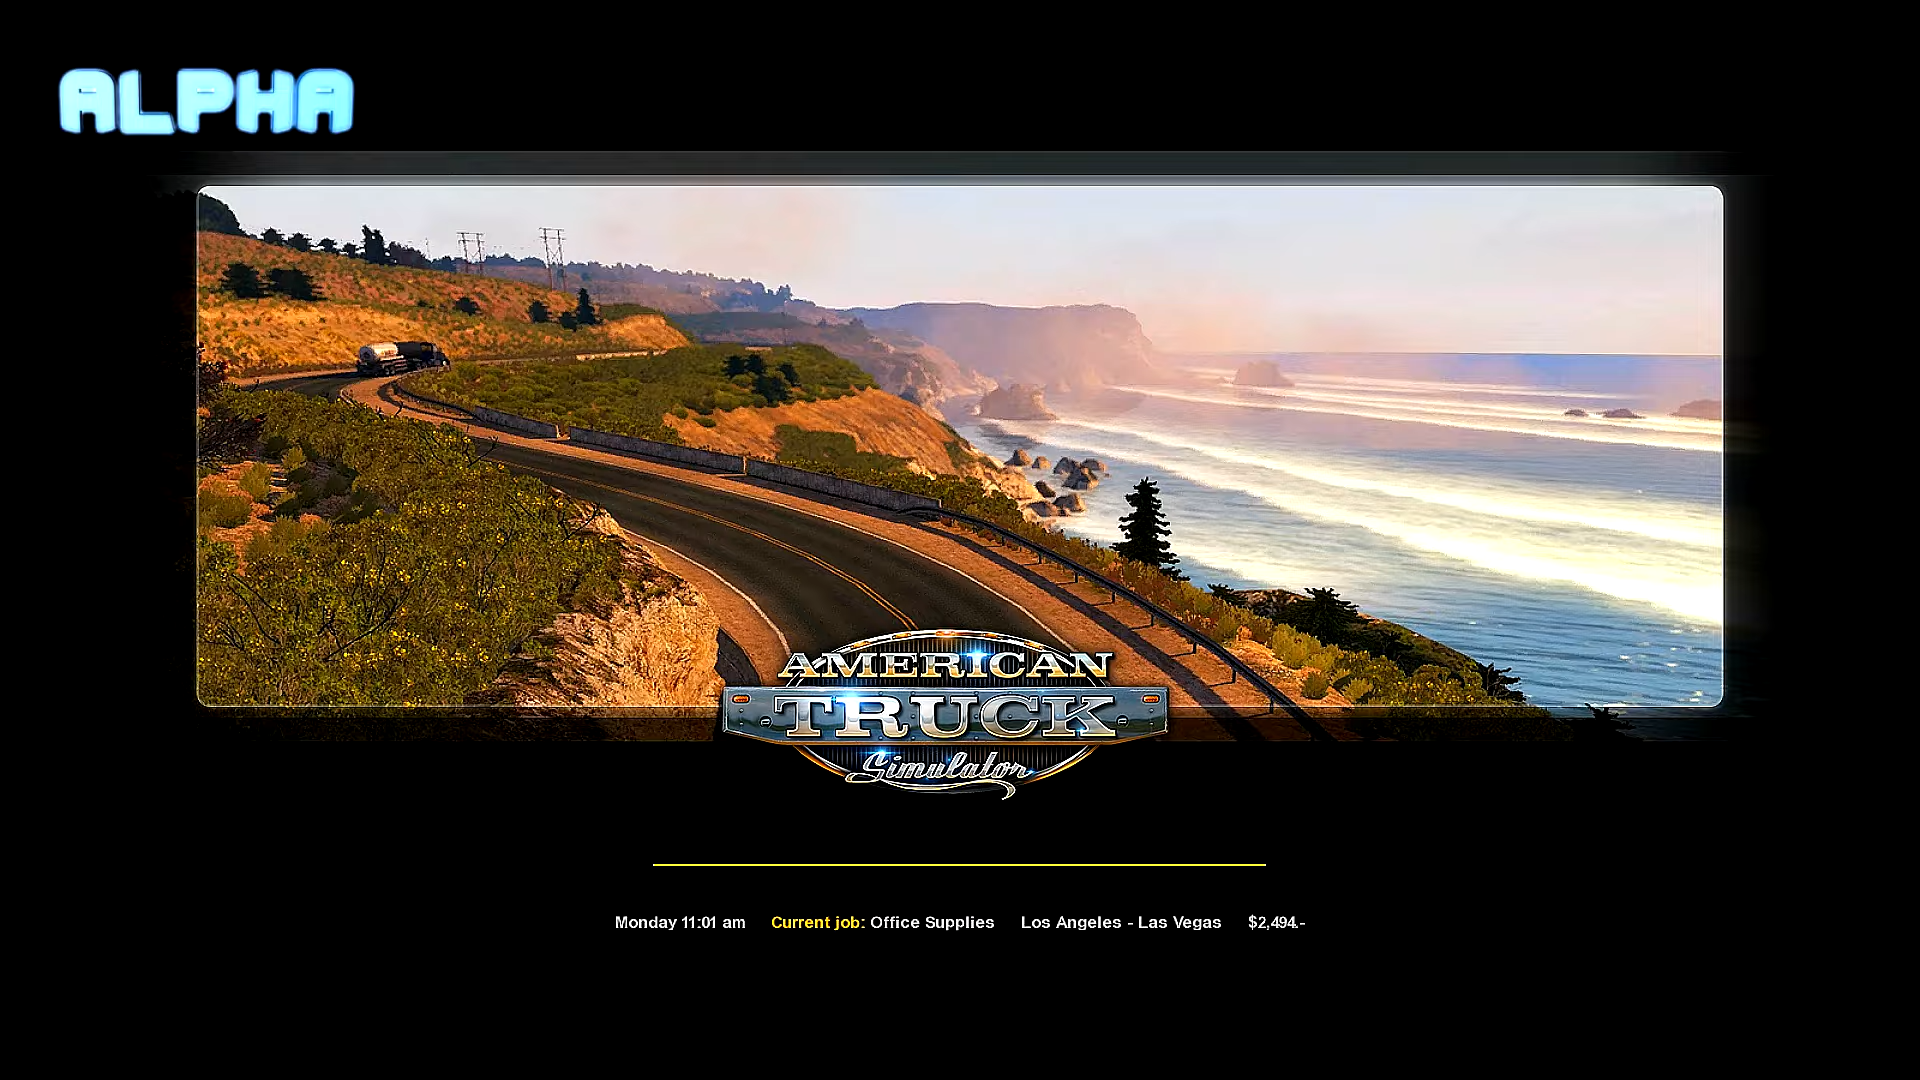 ALPHA
AMERICAN
TRUCK
Simulator
Monday 11:01 am Current job: Office Supplies Los Angeles - Las Vegas $2,494.-